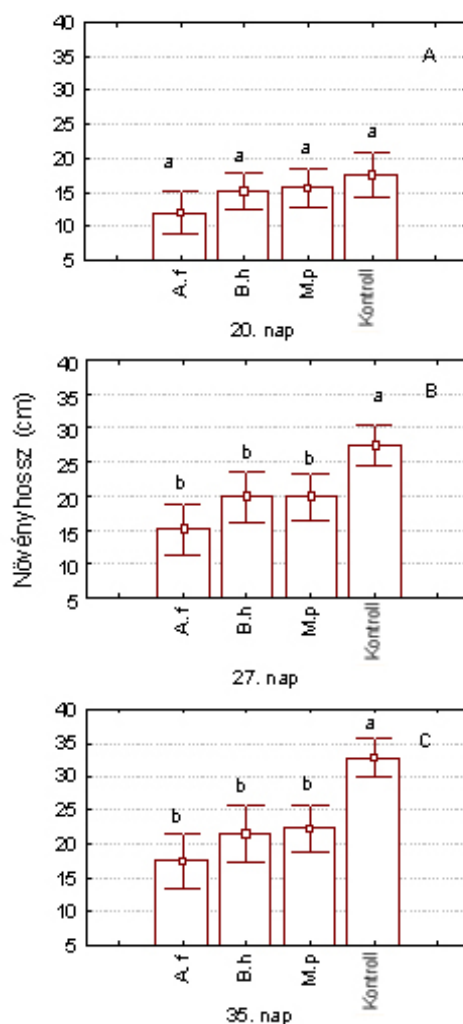 40
35
30
25
20
15
10
5
A
a
a
a
a
A.f
B.h
M.p
Kontroll
20. nap
Növényhossz (cm)
40
35
30
25
20
15
10
5
B
a
b
b
b
A.f
B.h
M.p
Kontroll
27. nap
40
35
30
25
20
15
10
5
C
a
b
b
b
A.f
B.h
M.p
Kontroll
35. nap